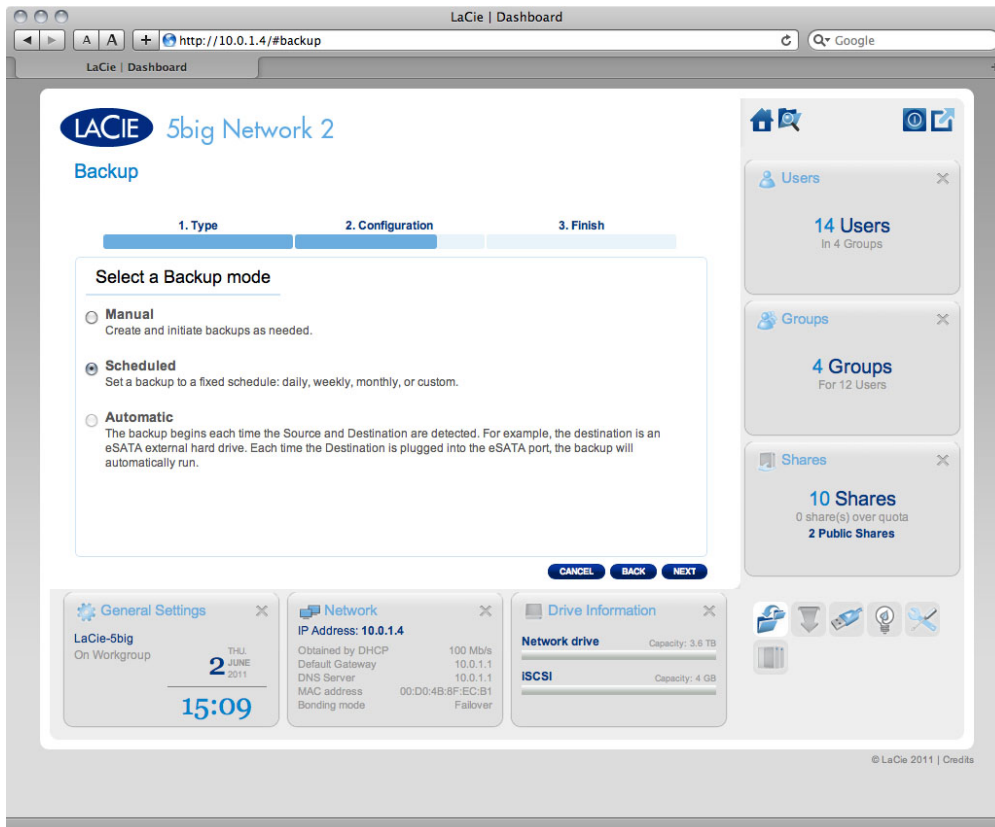 LaCie | Dashboard
A A + http://10.0.1.4/#backup Google
LaCie | Dashboard
LACIE 5big Network 2
Backup
1. Type 2. Configuration 3. Finish
Select a Backup mode
Manual
Create and initiate backups as needed.
Scheduled
Set a backup to a fixed schedule: daily, weekly, monthly, or custom.
Automatic
The backup begins each time the Source and Destination are detected. For example, the destination is an
eSATA external hard drive. Each time the Destination is plugged into the eSATA port, the backup will
automatically run.
CANCEL BACK NEXT
Users
14 Users
In 4 Groups
Groups
4 Groups
For 12 Users
Shares
10 Shares
0 share(s) over quota
2 Public Shares
General Settings
LaCie-5big
On Workgroup
THU.
2 JUNE
2011
15:09
Network
IP Address: 10.0.1.4
Obtained by DHCP 100 Mb/s
Default Gateway 10.0.1.1
DNS Server 10.0.1.1
MAC address 00:D0:4B:8F:EC:B1
Bonding mode Failover
Drive Information
Network drive Capacity: 3.6 TB
iSCSI Capacity: 4 GB
© LaCie 2011 | Credits